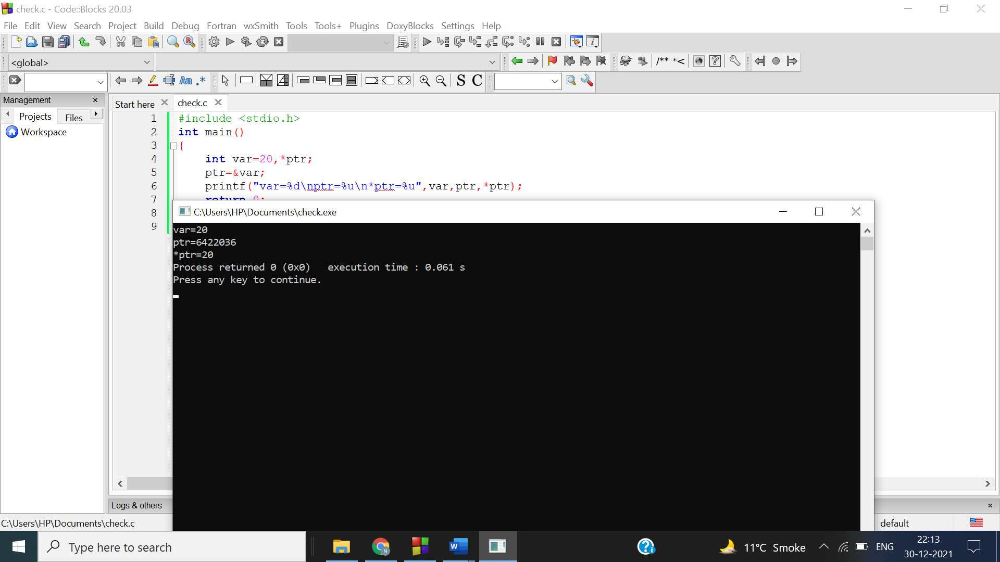 check.c - Code::Blocks 20.03
File Edit View Search Project Build Debug Fortran wxSmith Tools Tools+ Plugins DoxyBlocks Settings Help
<global>
/** *<
Aa .* S C
Management
Projects Files
Workspace
Start here check.c
1 #include <stdio.h>
2 int main()
3 {
4 int var=20,*ptr;
5 ptr=&var;
6 printf("var=%d\nptr=%u\n*ptr=%u",var,ptr,*ptr);
7 return 0;
8
9
C:\Users\HP\Documents\check.exe
var=20
ptr=6422036
*ptr=20
Process returned 0 (0x0)   execution time : 0.061 s
Press any key to continue.
Logs & others
C:\Users\HP\Documents\check.c default
Type here to search
11°C Smoke ENG 22:13
30-12-2021